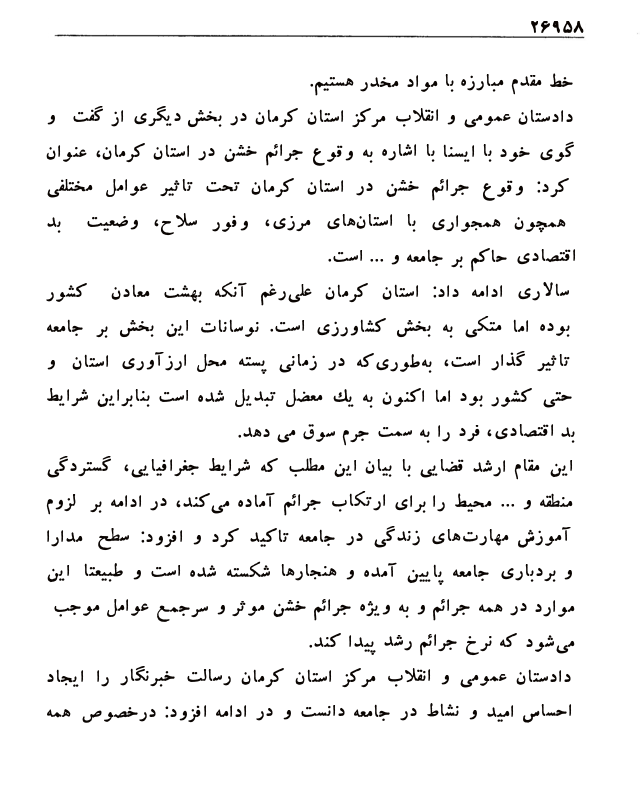 ۲۶۹۵۸
خط مقدم مبارزه با مواد مخدر هستیم.
دادستان عمومی و انقلاب مرکز استان کرمان در بخش دیگری از گفت و
گوی خود با ایسنا با اشاره به وقوع جرائم خشن در استان کرمان، عنوان
کرد: وقوع جرائم خشن در استان کرمان تحت تاثیر عوامل مختلفی
همچون همجواری با استان‌های مرزی، وفور سلاح، وضعیت بد
اقتصادی حاکم بر جامعه و ... است.
سالاری ادامه داد: استان کرمان علی‌رغم آنکه بهشت معادن کشور
بوده اما متکی به بخش کشاورزی است. نوسانات این بخش بر جامعه
تاثیر گذار است، به‌طوری‌که در زمانی پسته محل ارزآوری استان و
حتی کشور بود اما اکنون به یك معضل تبدیل شده است بنابراین شرایط
بد اقتصادی، فرد را به سمت جرم سوق می دهد.
این مقام ارشد قضایی با بیان این مطلب که شرایط جغرافیایی، گستردگی
منطقه و ... محیط را برای ارتکاب جرائم آماده می‌کند، در ادامه بر لزوم
آموزش مهارت‌های زندگی در جامعه تاکید کرد و افزود: سطح مدارا
و بردباری جامعه پایین آمده و هنجارها شکسته شده است و طبیعتا این
موارد در همه جرائم و به ویژه جرائم خشن موثر و سرجمع عوامل موجب
می‌شود که نرخ جرائم رشد پیدا کند.
دادستان عمومی و انقلاب مرکز استان کرمان رسالت خبرنگار را ایجاد
احساس امید و نشاط در جامعه دانست و در ادامه افزود: درخصوص همه